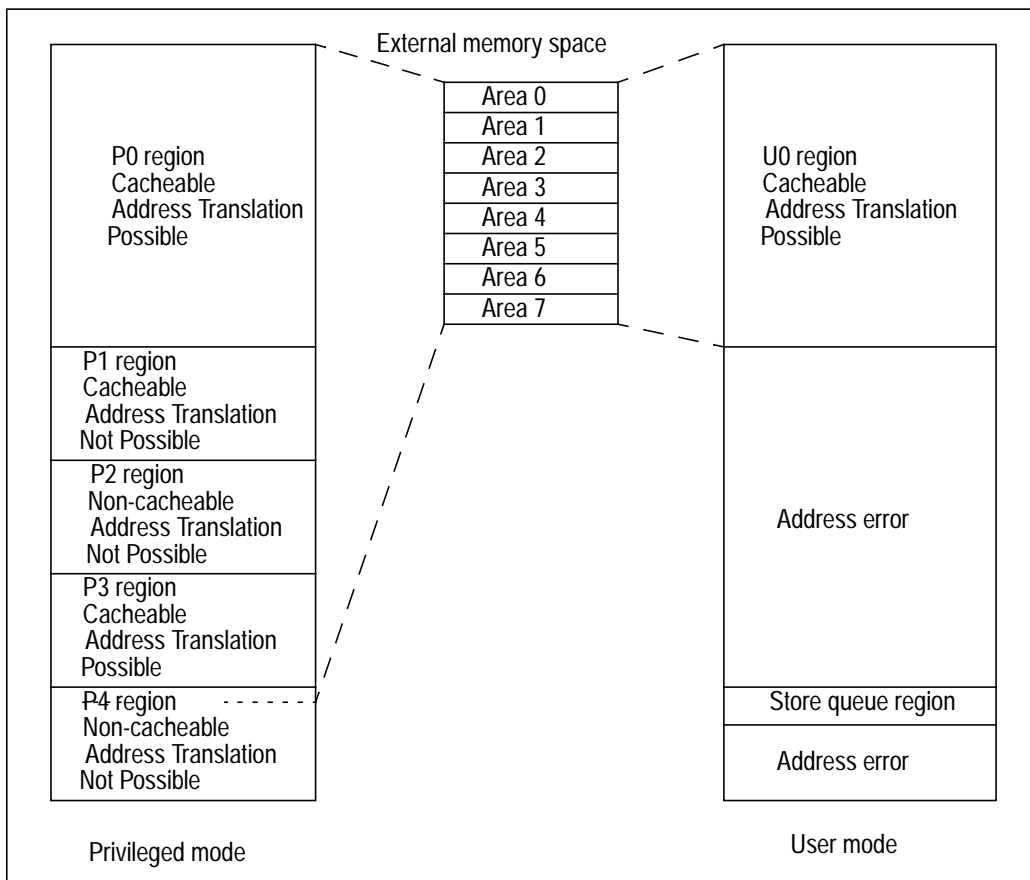 External memory space
Area 0
Area 1
Area 2
Area 3
Area 4
Area 5
Area 6
Area 7
P0 region
Cacheable
Address Translation
Possible
P1 region
Cacheable
Address Translation
Not Possible
P2 region
Non-cacheable
Address Translation
Not Possible
P3 region
Cacheable
Address Translation
Possible
P4 region
Non-cacheable
Address Translation
Not Possible
Privileged mode
U0 region
Cacheable
Address Translation
Possible
Address error
Store queue region
Address error
User mode